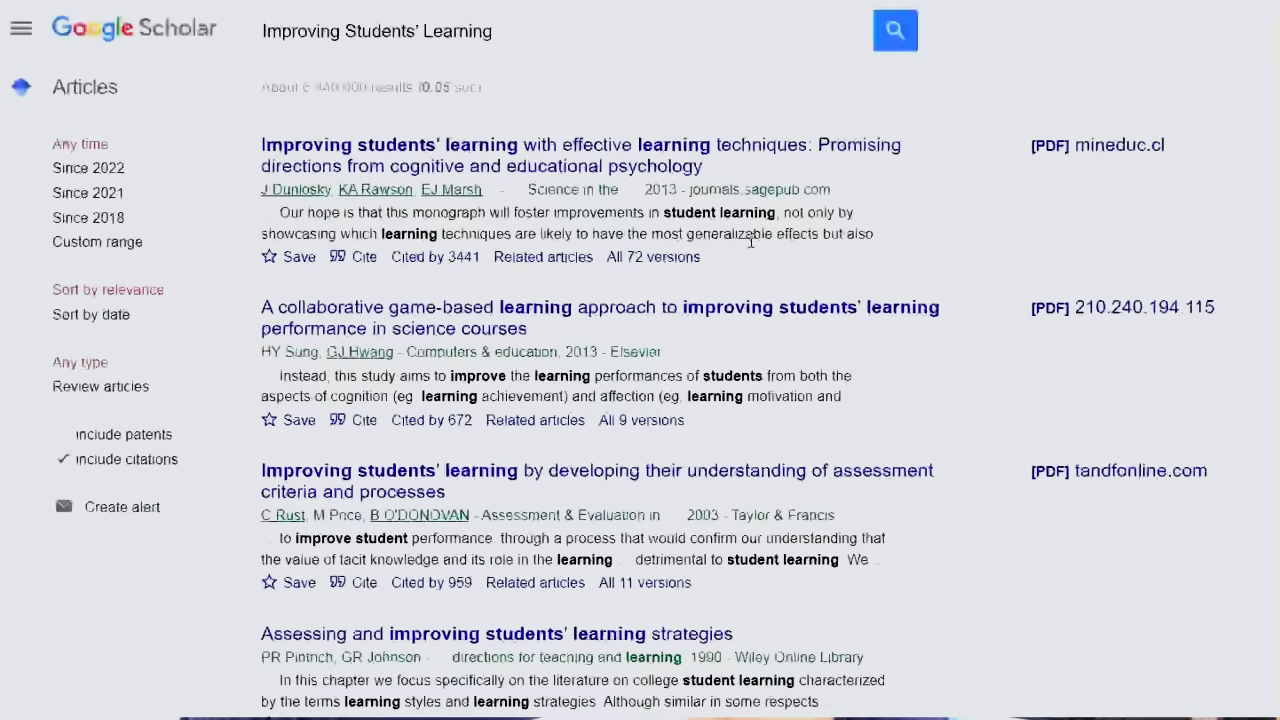 Google Scholar
Improving Students' Learning
Articles
About results (0.05 sec)
Any time
Since 2022
Since 2021
Since 2018
Custom range
Sort by relevance
Sort by date
Any type
Review articles
include patents
include citations
Create alert
Improving students' learning with effective learning techniques: Promising
directions from cognitive and educational psychology
J Dunlosky, KA Rawson, EJ Marsh - Science in the 2013 - journals.sagepub com
Our hope is that this monograph will foster improvements in student learning, not only by
showcasing which learning techniques are likely to have the most generalizable effects but also
Save Cite Cited by 3441 Related articles All 72 versions
[PDF] mineduc.cl
A collaborative game-based learning approach to improving students' learning
performance in science courses
HY Sung, GJ Hwang - Computers & education, 2013 - Elsevier
Instead, this study aims to improve the learning performances of students from both the
aspects of cognition (eg learning achievement) and affection (eg, learning motivation and
Save Cite Cited by 672 Related articles All 9 versions
[PDF] 210.240.194.115
Improving students' learning by developing their understanding of assessment
criteria and processes
C Rust, M Price, B O'DONOVAN - Assessment & Evaluation in 2003 - Taylor & Francis
to improve student performance through a process that would confirm our understanding that
the value of tacit knowledge and its role in the learning detrimental to student learning We
Save Cite Cited by 959 Related articles All 11 versions
[PDF] tandfonline.com
Assessing and improving students' learning strategies
PR Pintrich, GR Johnson - directions for teaching and learning 1990 - Wiley Online Library
In this chapter we focus specifically on the literature on college student learning characterized
by the terms learning styles and learning strategies Although similar in some respects